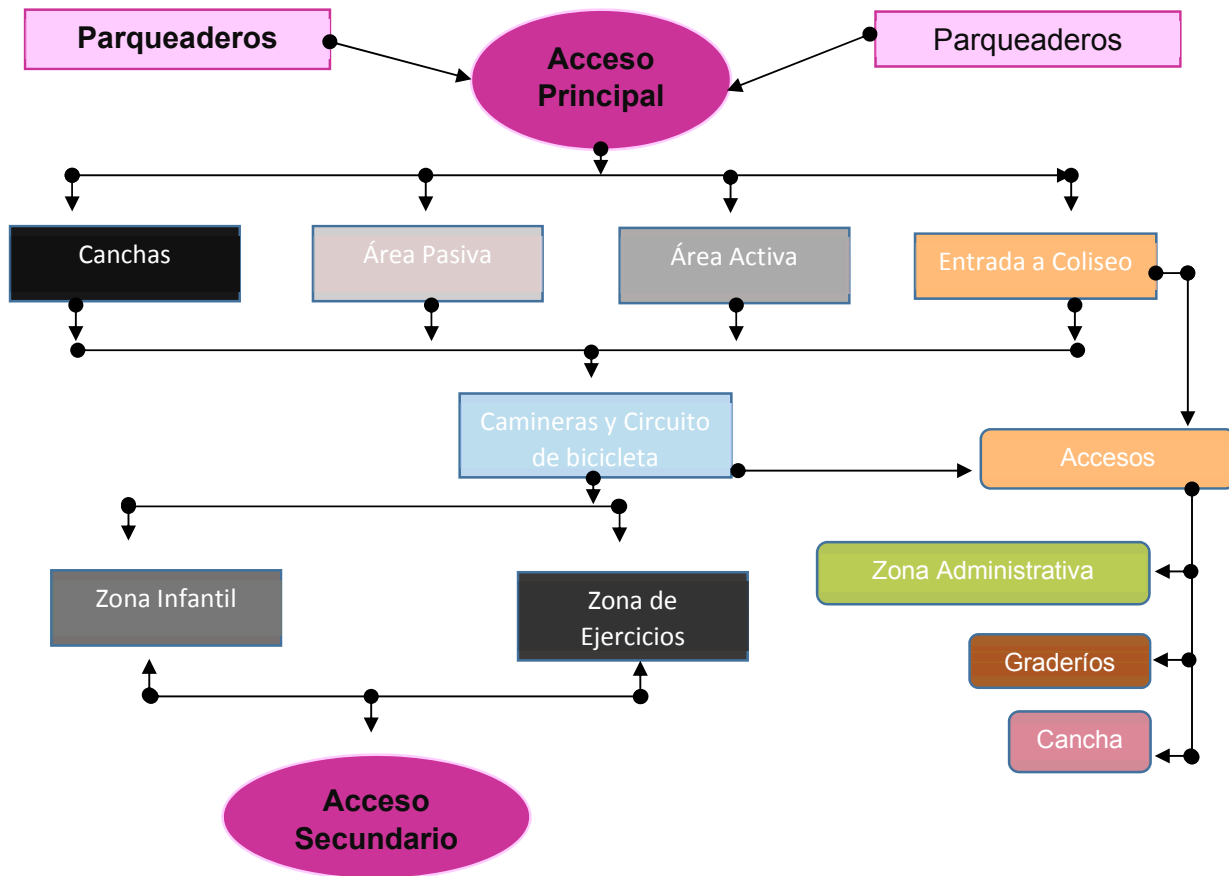 Parqueaderos
Acceso
Principal
Parqueaderos
Canchas
Área Pasiva
Área Activa
Entrada a Coliseo
Camineras y Circuito
de bicicleta
Accesos
Zona Administrativa
Zona Infantil
Zona de
Ejercicios
Graderíos
Cancha
Acceso
Secundario